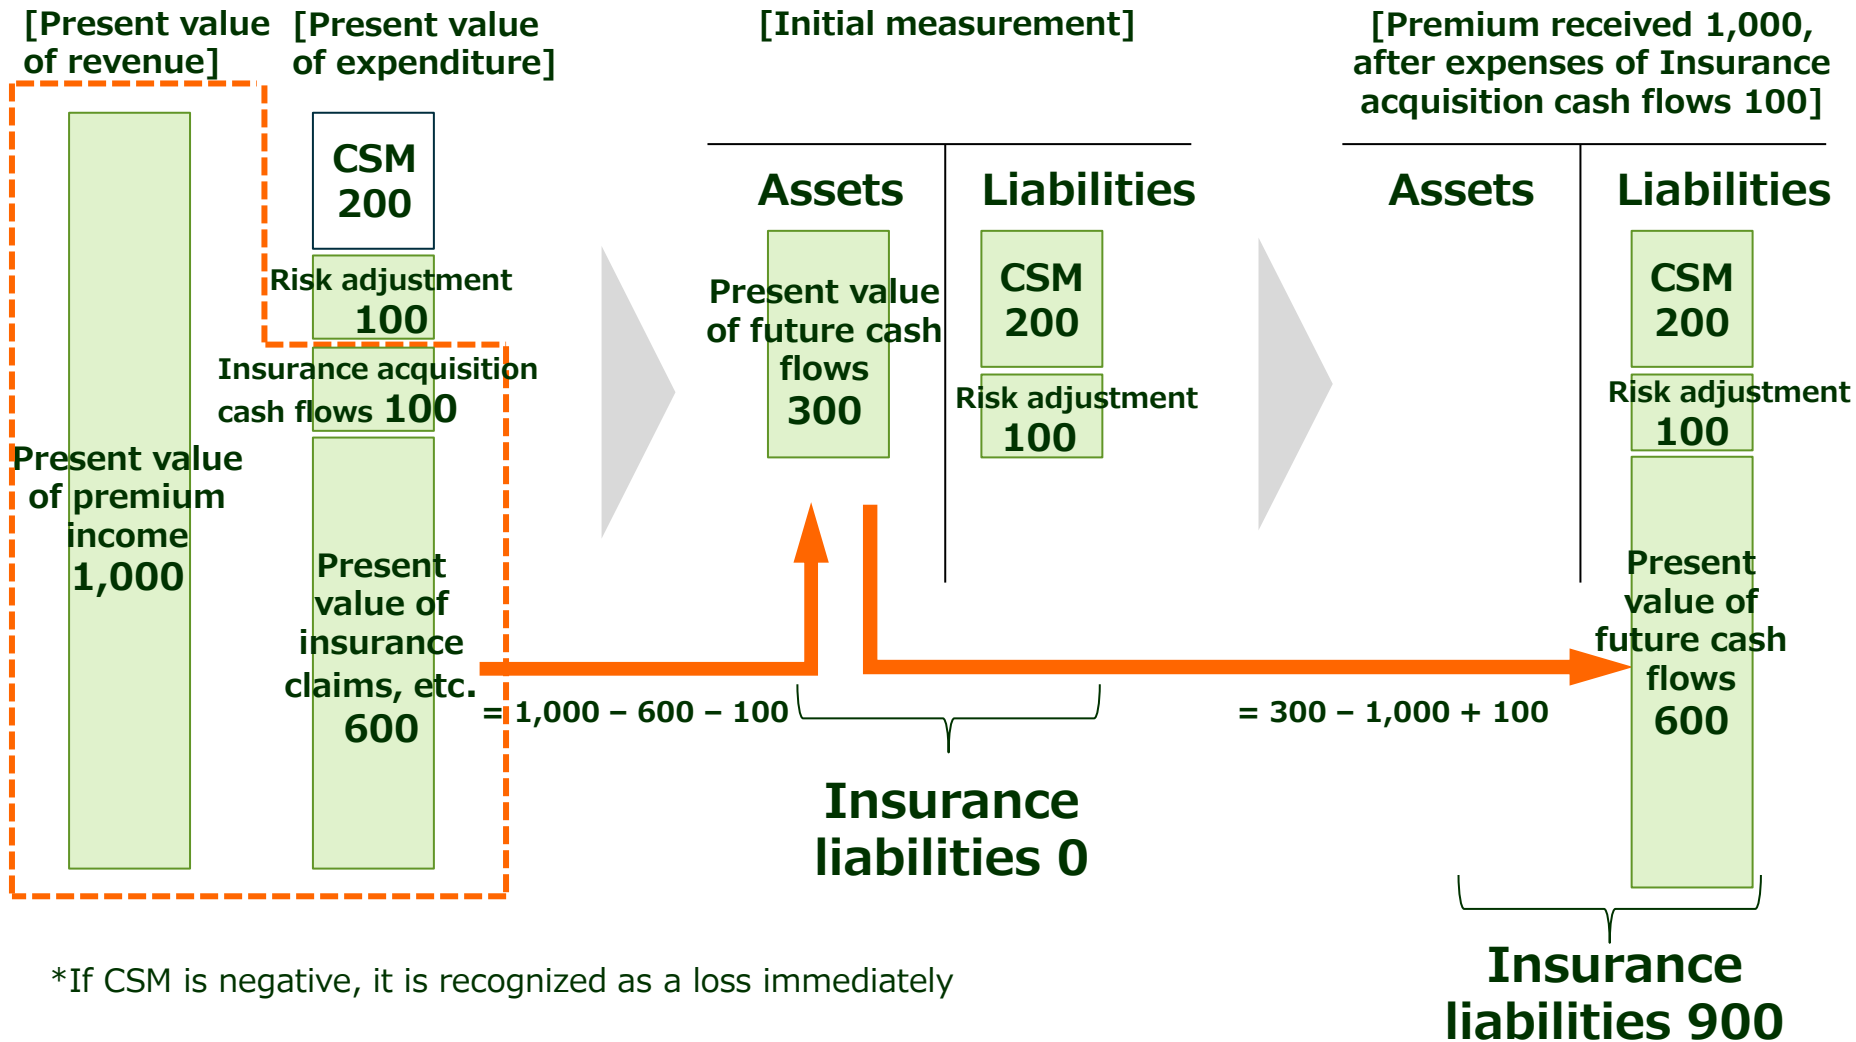 [Present value
of revenue]
[Present value
of expenditure]
[Initial measurement]
[Premium received 1,000,
after expenses of Insurance
acquisition cash flows 100]
Present value
of premium
income
1,000
CSM
200
Risk adjustment
100
Insurance acquisition
cash flows 100
Present
value of
insurance
claims, etc.
600
= 1,000 – 600 – 100
Assets
Liabilities
Present value
of future cash
flows
300
CSM
200
Risk adjustment
100
Insurance
liabilities 0
= 300 – 1,000 + 100
Assets
Liabilities
CSM
200
Risk adjustment
100
Present
value of
future cash
flows
600
Insurance
liabilities 900
*If CSM is negative, it is recognized as a loss immediately